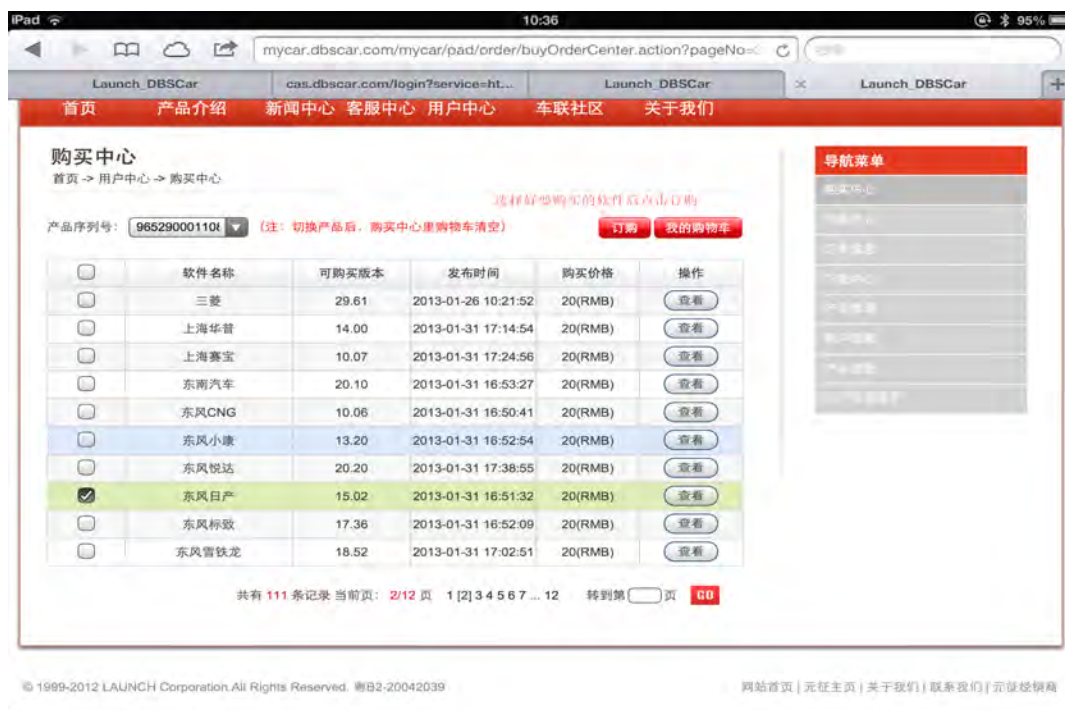 iPad 10:36 95%
mycar.dbscar.com/mycar/pad/order/buyOrderCenter.action?pageNo=
Launch_DBSCar cas.dbscar.com/login?service=ht... Launch_DBSCar Launch_DBSCar
首页 产品介绍 新闻中心 客服中心 用户中心 车联社区 关于我们
购买中心
首页 -> 用户中心 -> 购买中心
导航菜单
购买中心
选择好要购买的软件后点击订购
产品序列号： 96529000110 (注：切换产品后，购买中心里购物车清空) 订购 我的购物车
软件名称 可购买版本 发布时间 购买价格 操作
三菱 29.61 2013-01-26 10:21:52 20(RMB) 查看
上海华普 14.00 2013-01-31 17:14:54 20(RMB) 查看
上海赛宝 10.07 2013-01-31 17:24:56 20(RMB) 查看
东南汽车 20.10 2013-01-31 16:53:27 20(RMB) 查看
东风CNG 10.06 2013-01-31 16:50:41 20(RMB) 查看
东风小康 13.20 2013-01-31 16:52:54 20(RMB) 查看
东风悦达 20.20 2013-01-31 17:38:55 20(RMB) 查看
东风日产 15.02 2013-01-31 16:51:32 20(RMB) 查看
东风标致 17.36 2013-01-31 16:52:09 20(RMB) 查看
东风雪铁龙 18.52 2013-01-31 17:02:51 20(RMB) 查看
共有 111 条记录 当前页： 2/12 页 1 [2] 3 4 5 6 7 ... 12 转到第 页 GO
© 1999-2012 LAUNCH Corporation.All Rights Reserved. 粤B2-20042039
网站首页 | 元征主页 | 关于我们 | 联系我们 | 元征经销商